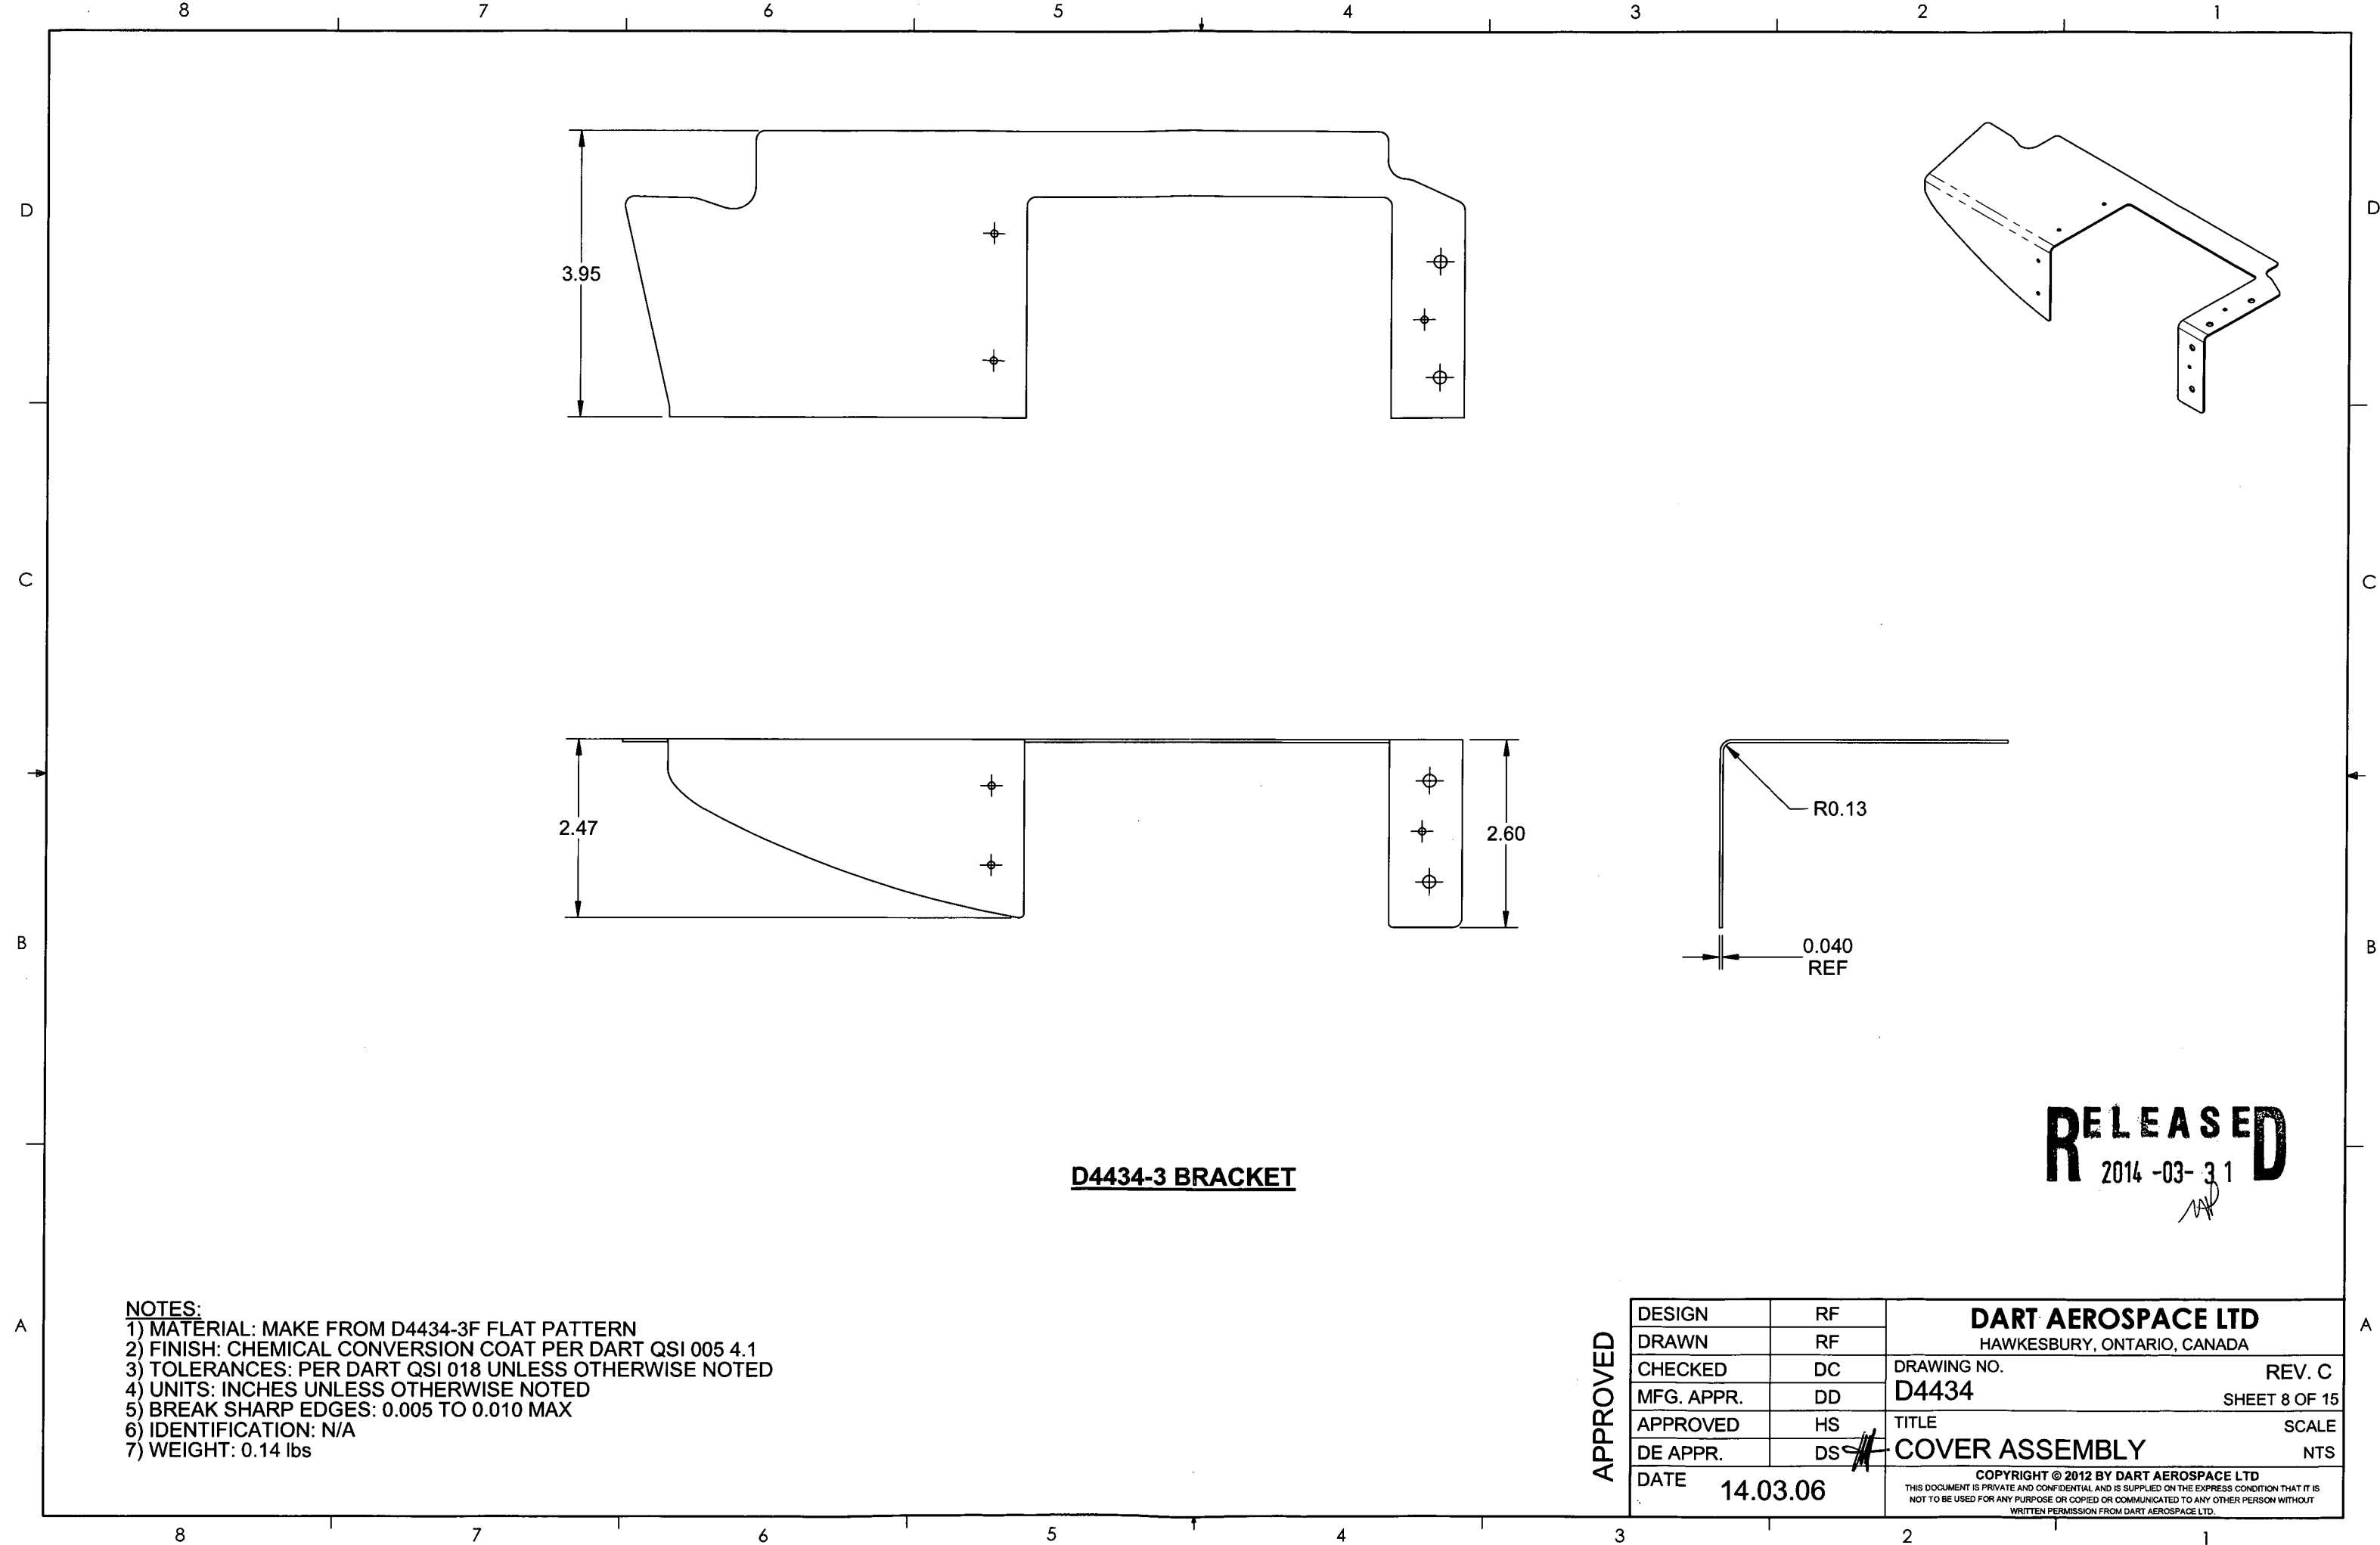 8 7 6 5 4 3 2 1
D
D
3.95
C
C
2.47
2.60
R0.13
B
0.040
B
REF
RELEASED
2014 -03- 31
D4434-3 BRACKET
NOTES:
1) MATERIAL: MAKE FROM D4434-3F FLAT PATTERN
2) FINISH: CHEMICAL CONVERSION COAT PER DART QSI 005 4.1
3) TOLERANCES: PER DART QSI 018 UNLESS OTHERWISE NOTED
4) UNITS: INCHES UNLESS OTHERWISE NOTED
5) BREAK SHARP EDGES: 0.005 TO 0.010 MAX
6) IDENTIFICATION: N/A
7) WEIGHT: 0.14 lbs
A
A
APPROVED
DESIGN RF
DRAWN RF
CHECKED DC
MFG. APPR. DD
APPROVED HS
DE APPR. DS
DATE 14.03.06
DART AEROSPACE LTD
HAWKESBURY, ONTARIO, CANADA
DRAWING NO. REV. C
D4434 SHEET 8 OF 15
TITLE SCALE
COVER ASSEMBLY NTS
COPYRIGHT © 2012 BY DART AEROSPACE LTD
THIS DOCUMENT IS PRIVATE AND CONFIDENTIAL AND IS SUPPLIED ON THE EXPRESS CONDITION THAT IT IS
NOT TO BE USED FOR ANY PURPOSE OR COPIED OR COMMUNICATED TO ANY OTHER PERSON WITHOUT
WRITTEN PERMISSION FROM DART AEROSPACE LTD.
8 7 6 5 4 3 2 1